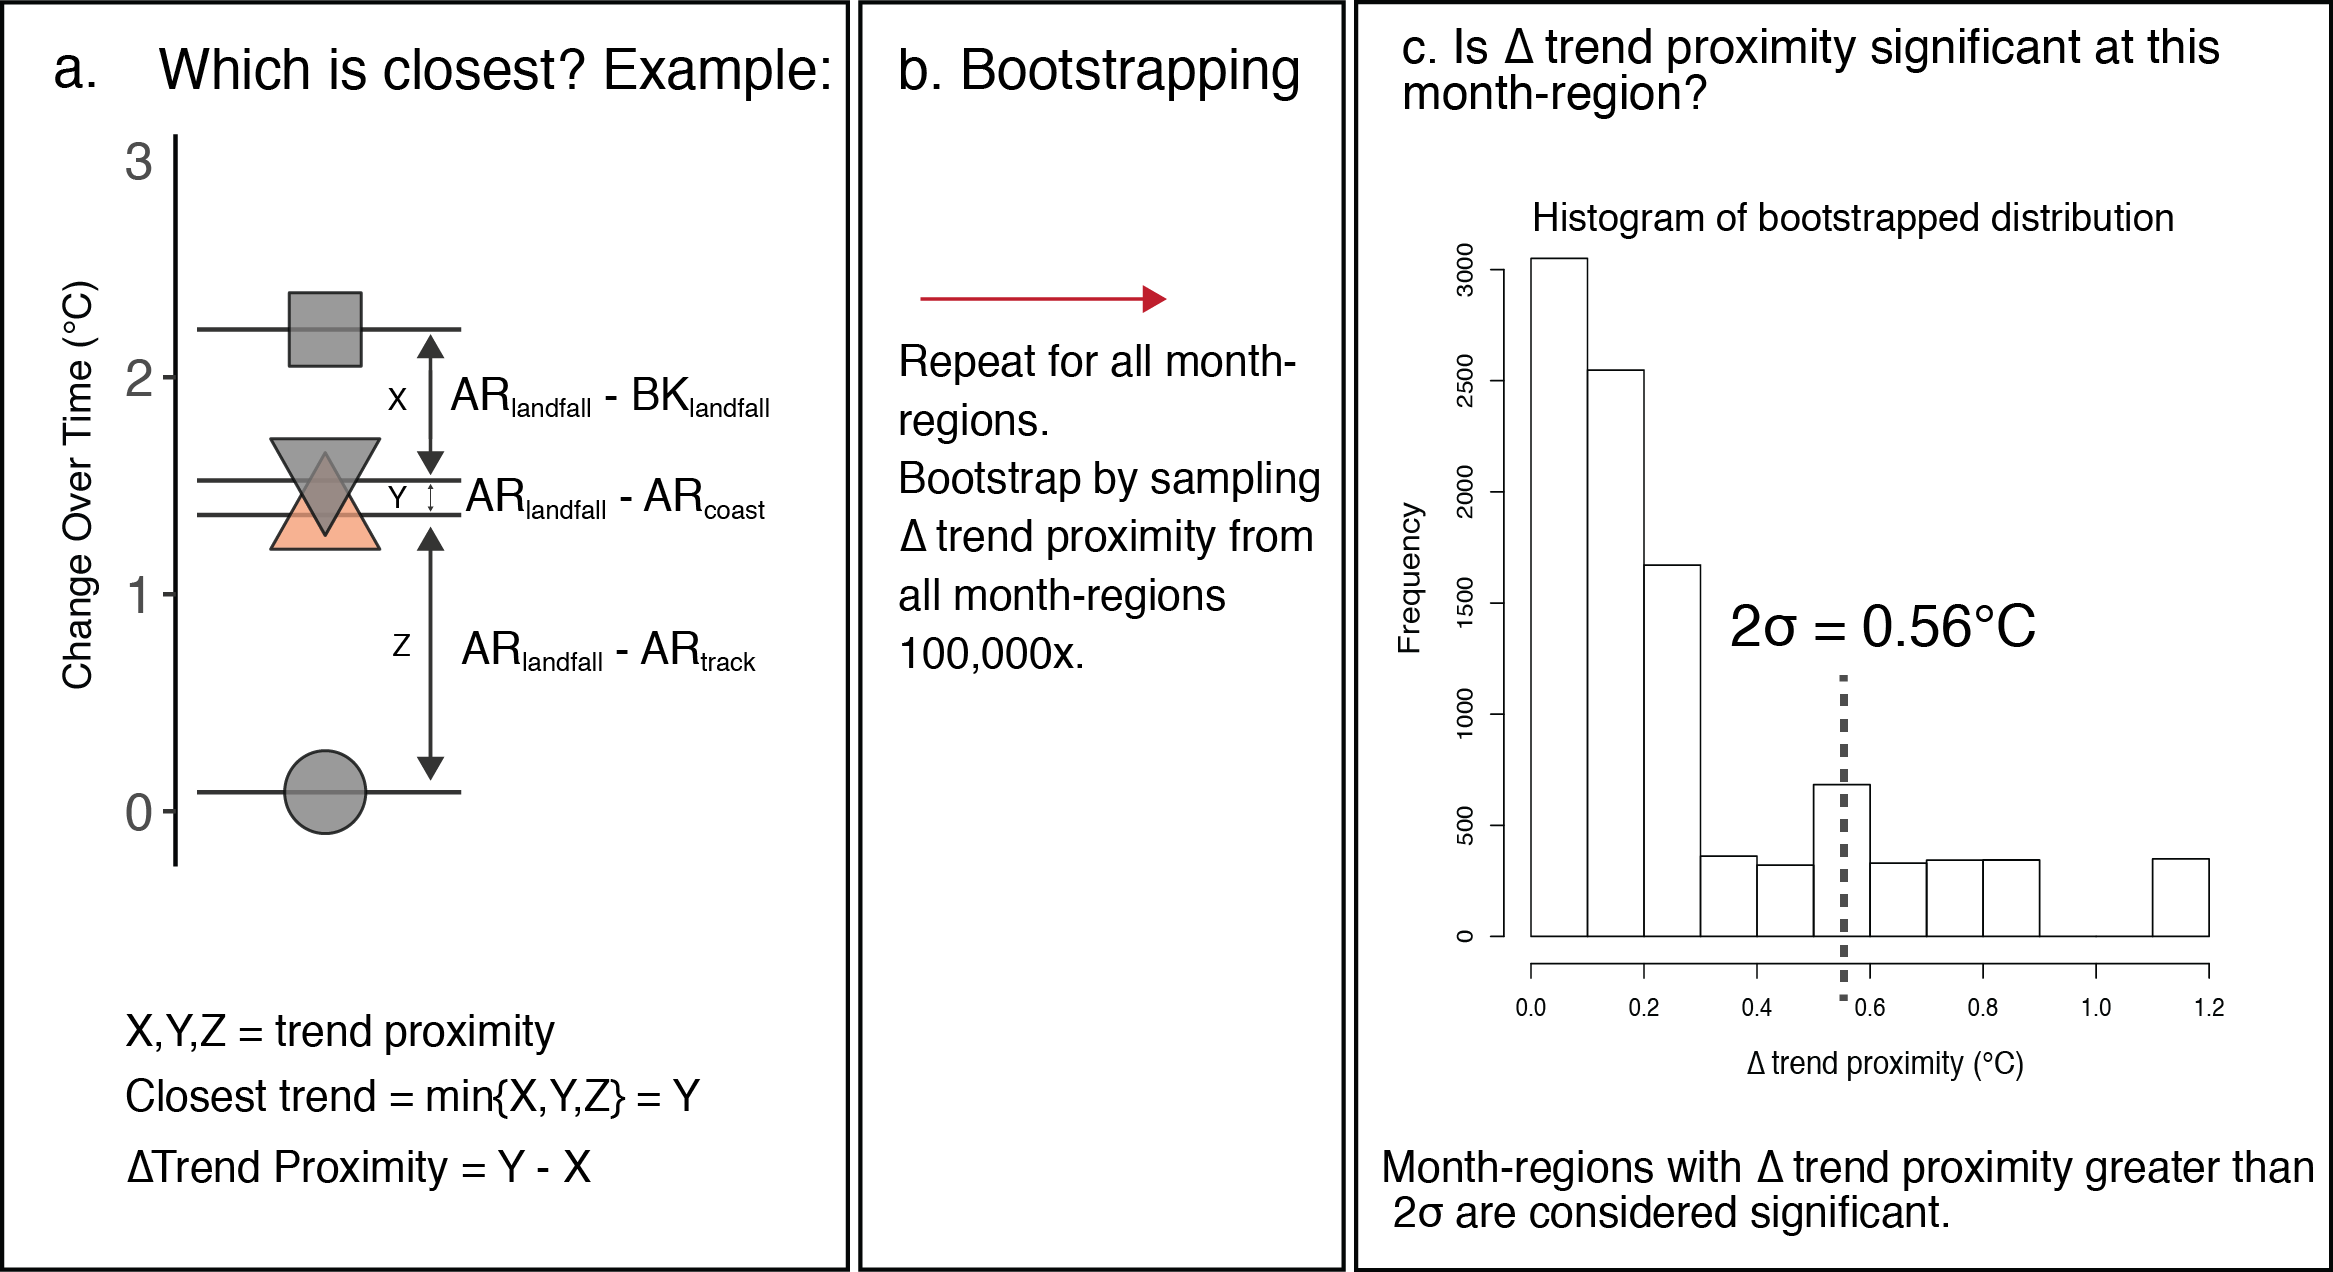 a. Which is closest? Example:
3
2
1
0
Change Over Time (°C)
X
ARlandfall - BKlandfall
Y
ARlandfall - ARcoast
Z
ARlandfall - ARtrack
X,Y,Z = trend proximity
Closest trend = min{X,Y,Z} = Y
ΔTrend Proximity = Y - X
b. Bootstrapping
Repeat for all month-
regions.
Bootstrap by sampling
Δ trend proximity from
all month-regions
100,000x.
c. Is Δ trend proximity significant at this
month-region?
Histogram of bootstrapped distribution
3000
2500
2000
1500
1000
500
0
Frequency
2σ = 0.56°C
0.0 0.2 0.4 0.6 0.8 1.0 1.2
Δ trend proximity (°C)
Month-regions with Δ trend proximity greater than
2σ are considered significant.